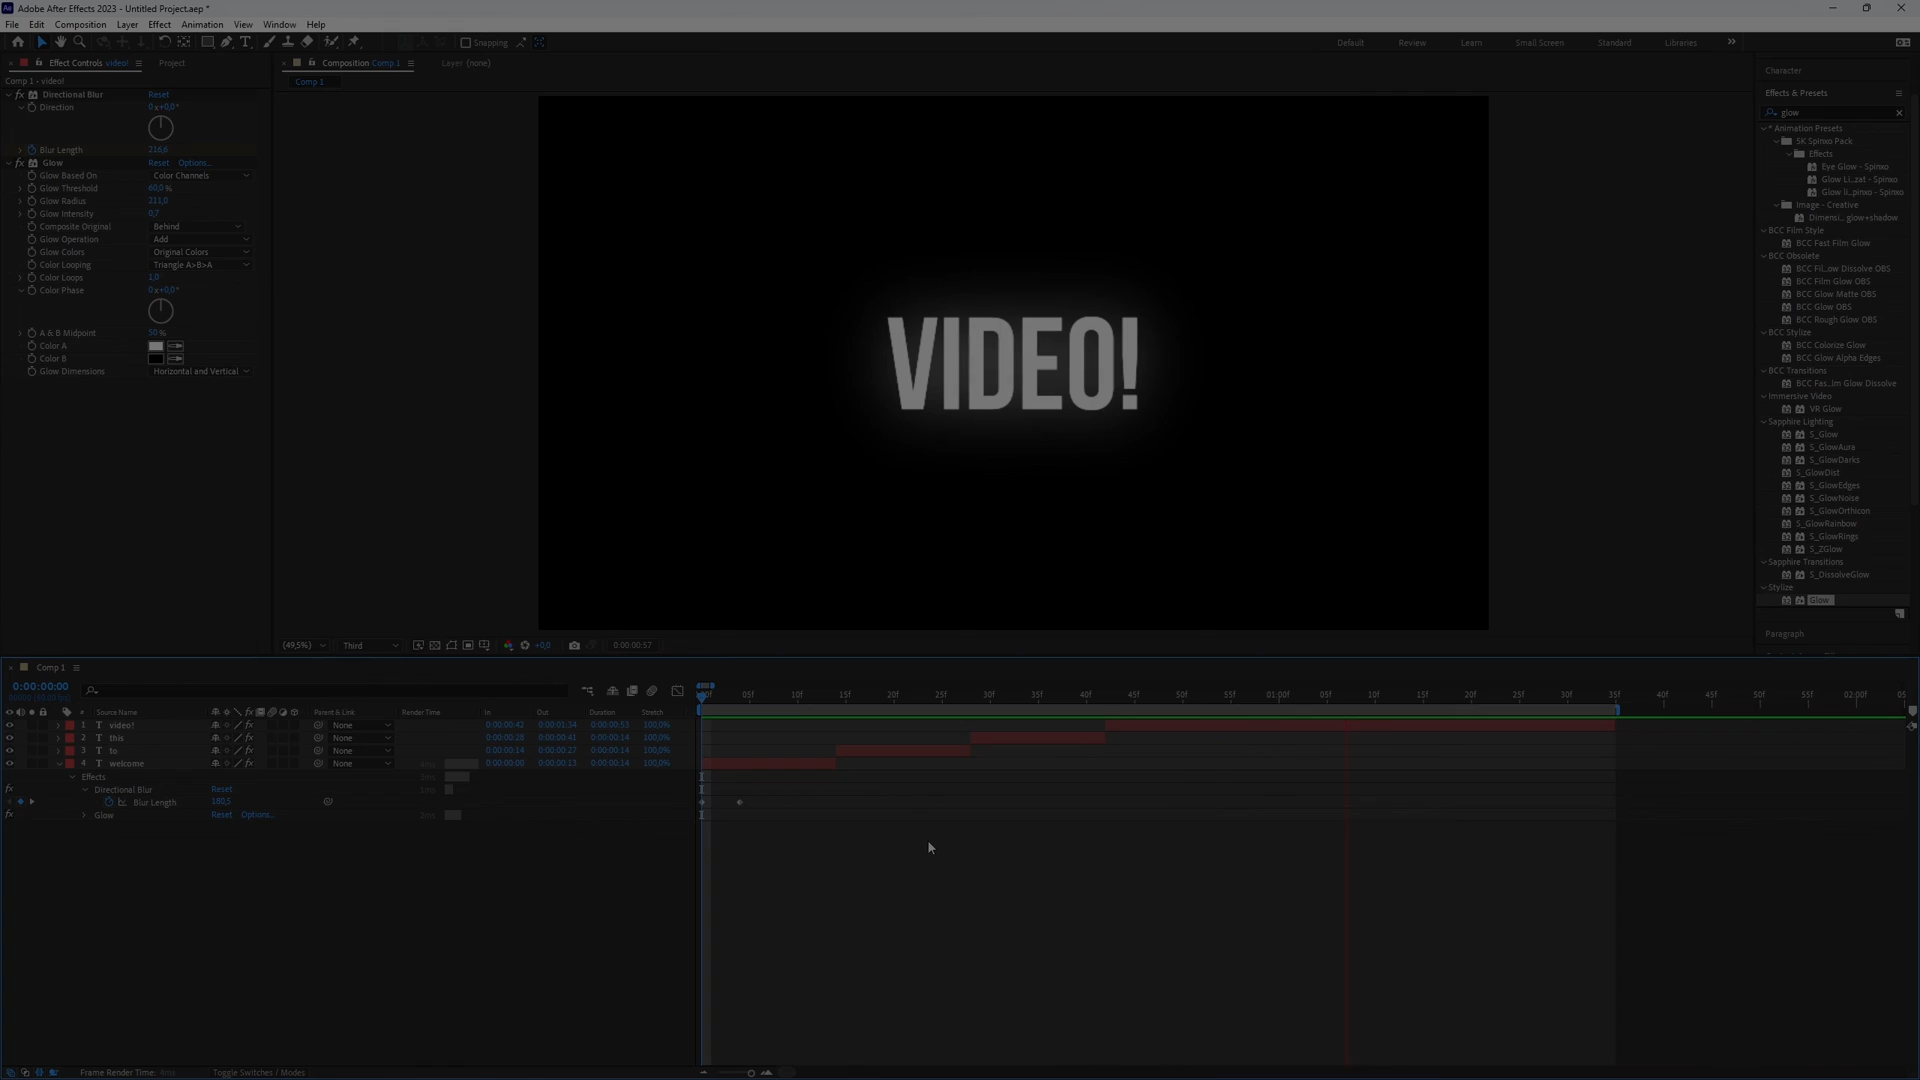 Adobe After Effects 2023 - Untitled Project.aep *
File Edit Composition Layer Effect Animation View Window Help
Snapping
Default Review Learn Small Screen Standard Libraries
Effect Controls video!
Project
Comp 1 • video!
Directional Blur Reset
Direction 0x+0,0°
Blur Length 216,6
Glow Reset Options...
Glow Based On Color Channels
Glow Threshold 60,0 %
Glow Radius 211,0
Glow Intensity 0,7
Composite Original Behind
Glow Operation Add
Glow Colors Original Colors
Color Looping Triangle A>B>A
Color Loops 1,0
Color Phase 0x+0,0°
A & B Midpoint 50 %
Color A
Color B
Glow Dimensions Horizontal and Vertical
Composition Comp 1
Layer (none)
Comp 1
VIDEO!
(49,5%) Third +0,0 0:00:00:57
Character
Effects & Presets
glow
* Animation Presets
5K Spinxo Pack
Effects
Eye Glow - Spinxo
Glow Li...zat - Spinxo
Glow li...pinxo - Spinxo
Image - Creative
Dimensi... glow+shadow
BCC Film Style
BCC Fast Film Glow
BCC Obsolete
BCC Fil...ow Dissolve OBS
BCC Film Glow OBS
BCC Glow Matte OBS
BCC Glow OBS
BCC Rough Glow OBS
BCC Stylize
BCC Colorize Glow
BCC Glow Alpha Edges
BCC Transitions
BCC Fas...im Glow Dissolve
Immersive Video
VR Glow
Sapphire Lighting
S_Glow
S_GlowAura
S_GlowDarks
S_GlowDist
S_GlowEdges
S_GlowNoise
S_GlowOrthicon
S_GlowRainbow
S_GlowRings
S_ZGlow
Sapphire Transitions
S_DissolveGlow
Stylize
Glow
Paragraph
Comp 1
0:00:00:00
05f 10f 15f 20f 25f 30f 35f 40f 45f 50f 55f 01:00f 05f 10f 15f 20f 25f 30f 35f 40f 45f 50f 55f 02:00f 05
# Source Name Parent & Link Render Time In Out Duration Stretch
1 T video! None 0:00:00:42 0:00:01:34 0:00:00:53 100,0%
2 T this None 0:00:00:28 0:00:00:41 0:00:00:14 100,0%
3 T to None 0:00:00:14 0:00:00:27 0:00:00:14 100,0%
4 T welcome None 0:00:00:00 0:00:00:13 0:00:00:14 100,0%
Effects
Directional Blur Reset
Blur Length 180,5
Glow Reset Options...
Frame Render Time: 4ms Toggle Switches / Modes